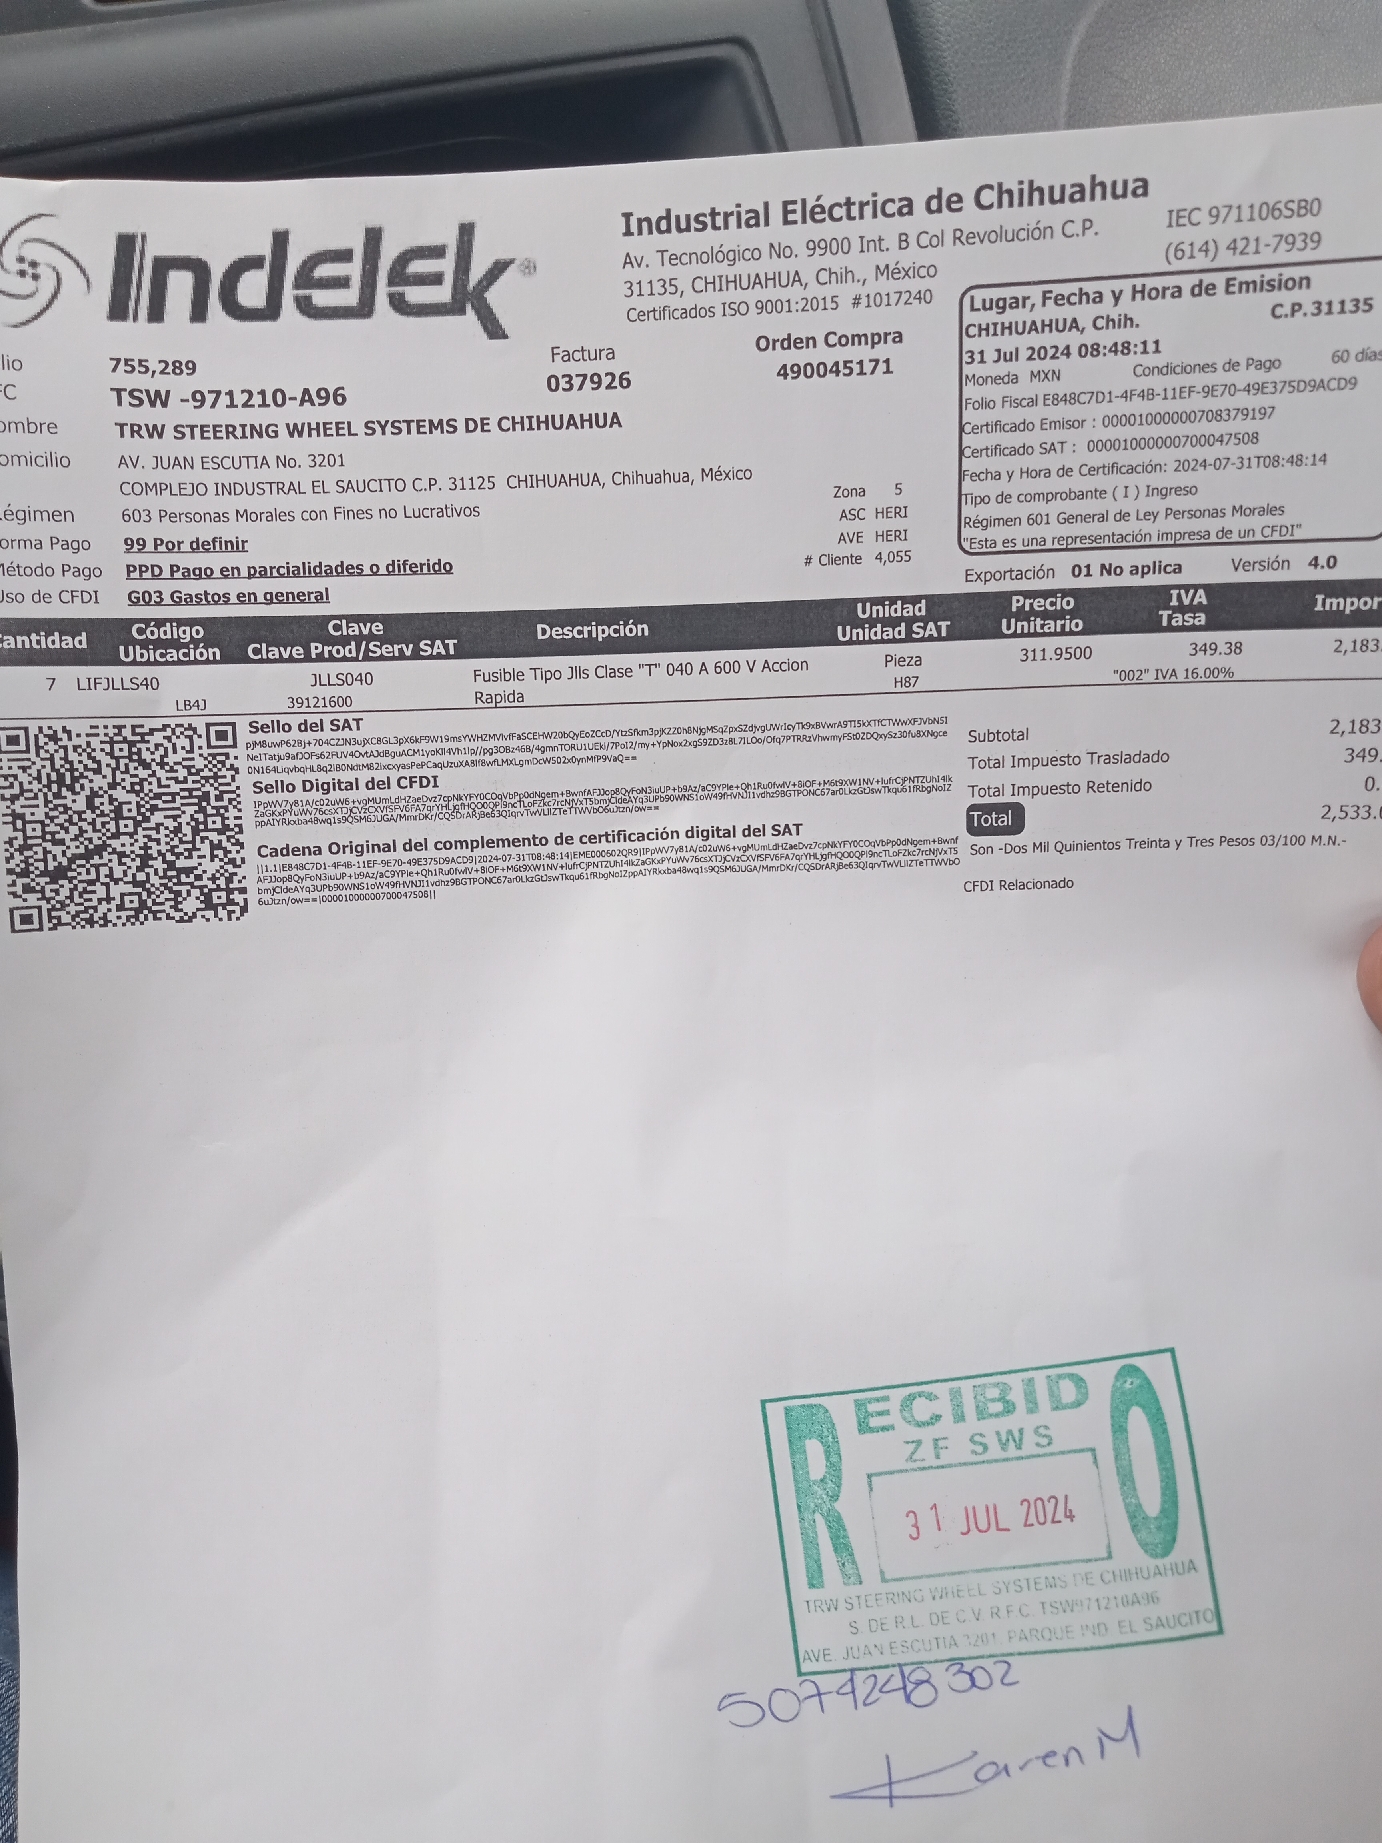 Indelek®
Industrial Eléctrica de Chihuahua
Av. Tecnológico No. 9900 Int. B Col Revolución C.P.
31135, CHIHUAHUA, Chih., México
Certificados ISO 9001:2015 #1017240
IEC 971106SB0
(614) 421-7939
Lugar, Fecha y Hora de Emision
CHIHUAHUA, Chih. C.P.31135
31 Jul 2024 08:48:11
Moneda MXN Condiciones de Pago 60 días
Folio Fiscal E848C7D1-4F4B-11EF-9E70-49E375D9ACD9
Certificado Emisor : 00001000000708379197
Certificado SAT : 00001000000700047508
Fecha y Hora de Certificación: 2024-07-31T08:48:14
Tipo de comprobante ( I ) Ingreso
Régimen 601 General de Ley Personas Morales
"Esta es una representación impresa de un CFDI"
Exportación 01 No aplica Versión 4.0
lio 755,289
Factura
037926
Orden Compra
490045171
C TSW -971210-A96
ombre TRW STEERING WHEEL SYSTEMS DE CHIHUAHUA
omicilio AV. JUAN ESCUTIA No. 3201
COMPLEJO INDUSTRAL EL SAUCITO C.P. 31125 CHIHUAHUA, Chihuahua, México
égimen 603 Personas Morales con Fines no Lucrativos
orma Pago 99 Por definir
étodo Pago PPD Pago en parcialidades o diferido
Uso de CFDI G03 Gastos en general
Zona 5
ASC HERI
AVE HERI
# Cliente 4,055
antidad Código Ubicación Clave Clave Prod/Serv SAT Descripción Unidad Unidad SAT Precio Unitario IVA Tasa Impor
7 LIFJLLS40 JLLS040 Fusible Tipo Jlls Clase "T" 040 A 600 V Accion Pieza 311.9500 349.38 2,183.
LB4J 39121600 Rapida H87 "002" IVA 16.00%
Sello del SAT
Sello Digital del CFDI
Cadena Original del complemento de certificación digital del SAT
Subtotal 2,183.
Total Impuesto Trasladado 349.
Total Impuesto Retenido 0.
Total 2,533.
Son -Dos Mil Quinientos Treinta y Tres Pesos 03/100 M.N.-
CFDI Relacionado
RECIBIDO
ZF SWS
31 JUL 2024
TRW STEERING WHEEL SYSTEMS DE CHIHUAHUA
S. DE R.L. DE C.V. R.F.C. TSW971210A96
AVE. JUAN ESCUTIA 3201, PARQUE IND. EL SAUCITO
5074248302
Karen M